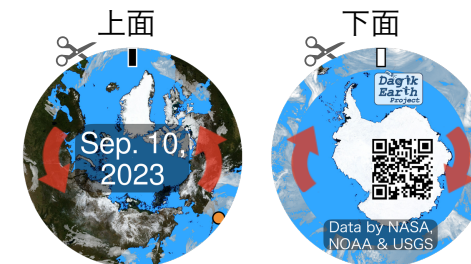 上面
下面
Sep. 10,
2023
Dagik
Earth
Project
Data by NASA,
NOAA & USGS